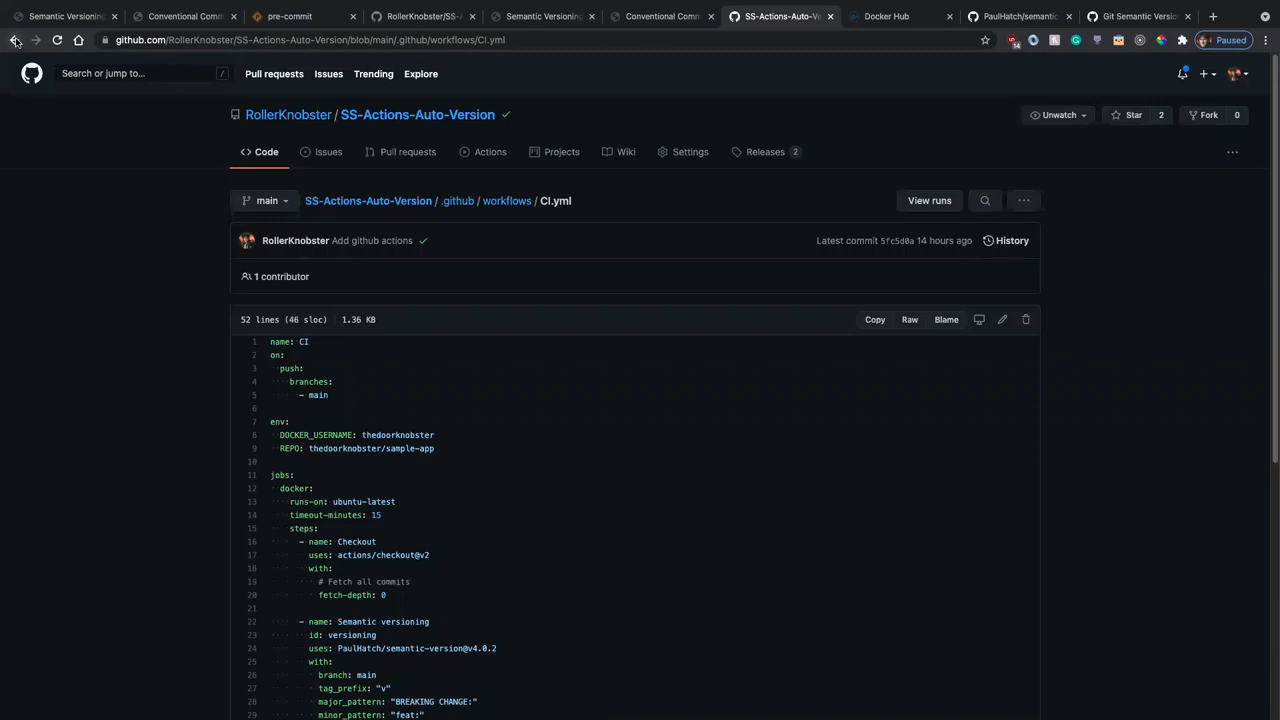 Semantic Versioning
Conventional Comm
pre-commit
RollerKnobster/SS-
Semantic Versioning
Conventional Comm
SS-Actions-Auto-Ve
Docker Hub
PaulHatch/semantic
Git Semantic Versio
github.com/RollerKnobster/SS-Actions-Auto-Version/blob/main/.github/workflows/CI.yml
14
Paused
Search or jump to...
/
Pull requests
Issues
Trending
Explore
RollerKnobster / SS-Actions-Auto-Version
Unwatch
Star 2
Fork 0
Code
Issues
Pull requests
Actions
Projects
Wiki
Settings
Releases 2
main
SS-Actions-Auto-Version / .github / workflows / CI.yml
View runs
RollerKnobster Add github actions
Latest commit 5fc5d0a 14 hours ago
History
1 contributor
52 lines (46 sloc) 1.36 KB
Copy
Raw
Blame
1 name: CI
2 on:
3 push:
4 branches:
5 - main
6
7 env:
8 DOCKER_USERNAME: thedoorknobster
9 REPO: thedoorknobster/sample-app
10
11 jobs:
12 docker:
13 runs-on: ubuntu-latest
14 timeout-minutes: 15
15 steps:
16 - name: Checkout
17 uses: actions/checkout@v2
18 with:
19 # Fetch all commits
20 fetch-depth: 0
21
22 - name: Semantic versioning
23 id: versioning
24 uses: PaulHatch/semantic-version@v4.0.2
25 with:
26 branch: main
27 tag_prefix: "v"
28 major_pattern: "BREAKING CHANGE:"
29 minor_pattern: "feat:"